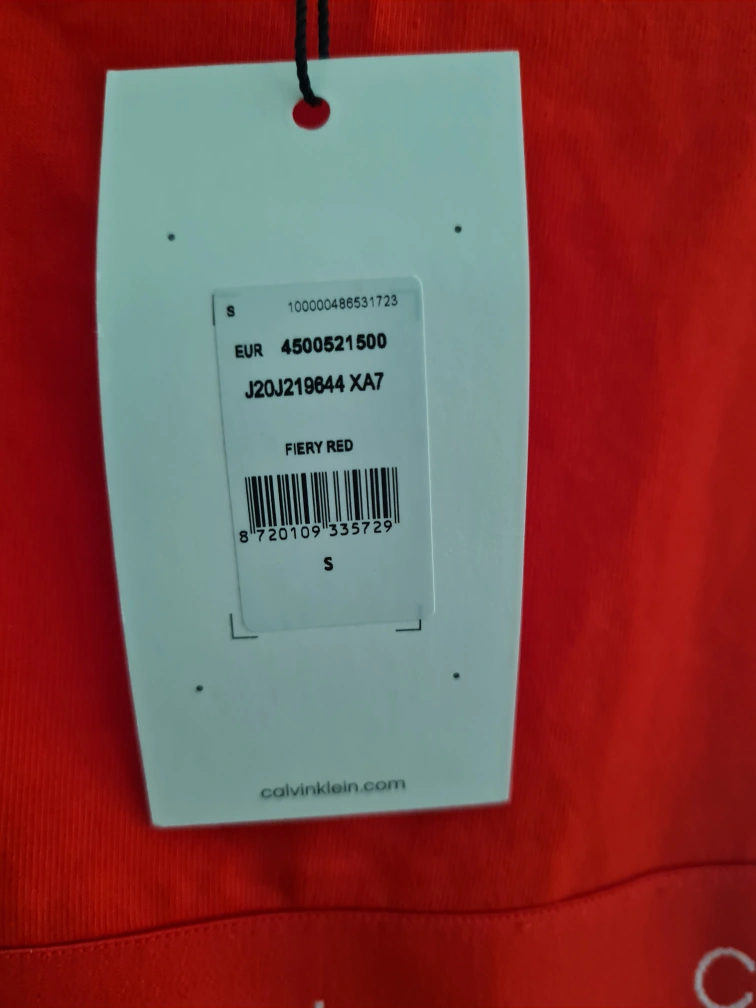 S 100000486531723
EUR 4500521500
J20J219644 XA7
FIERY RED
8 720109 335729
S
calvinklein.com
C